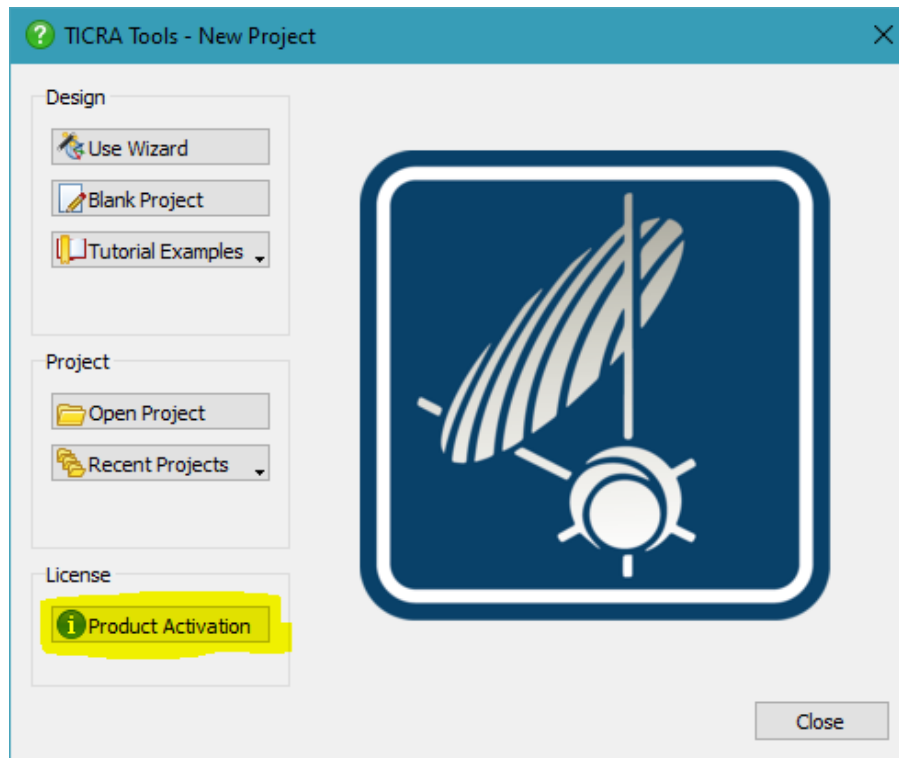 TICRA Tools - New Project
Design
Use Wizard
Blank Project
Tutorial Examples
Project
Open Project
Recent Projects
License
Product Activation
Close